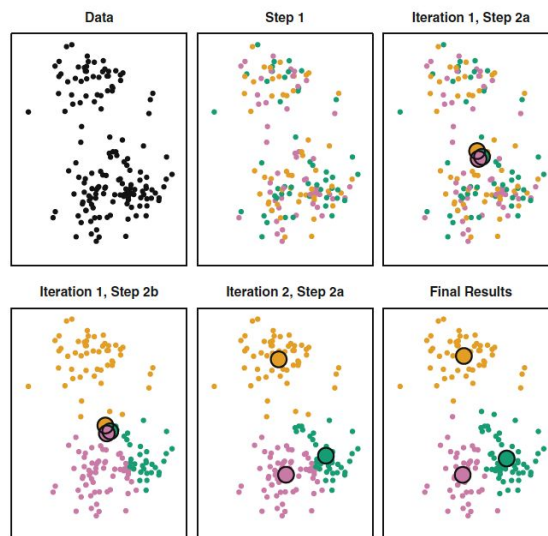 Data
Step 1
Iteration 1, Step 2a
Iteration 1, Step 2b
Iteration 2, Step 2a
Final Results